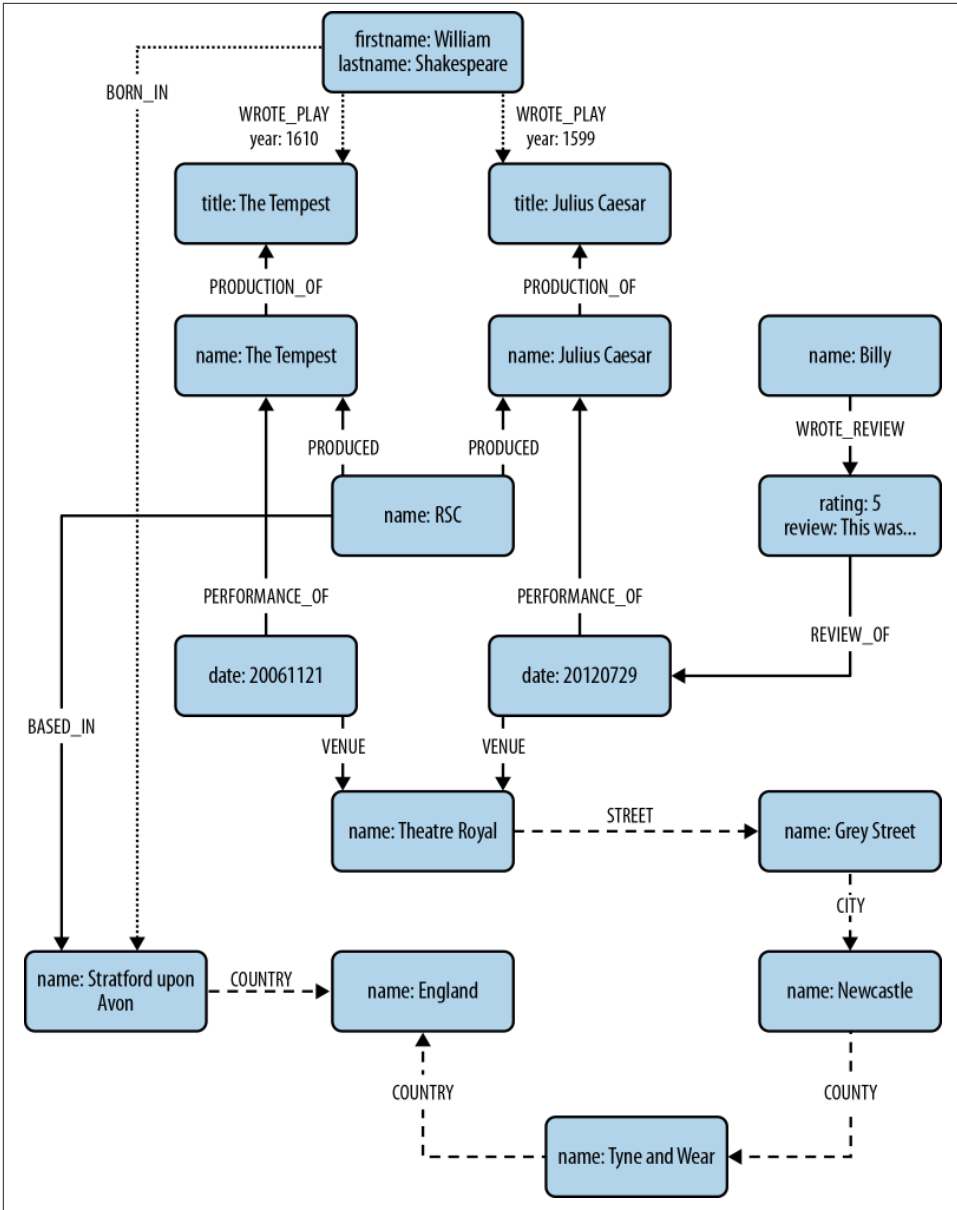 firstname: William
lastname: Shakespeare
BORN_IN
WROTE_PLAY
year: 1610
WROTE_PLAY
year: 1599
title: The Tempest
title: Julius Caesar
PRODUCTION_OF
PRODUCTION_OF
name: The Tempest
name: Julius Caesar
name: Billy
PRODUCED
PRODUCED
WROTE_REVIEW
name: RSC
rating: 5
review: This was...
PERFORMANCE_OF
PERFORMANCE_OF
REVIEW_OF
date: 20061121
date: 20120729
BASED_IN
VENUE
VENUE
name: Theatre Royal
STREET
name: Grey Street
CITY
name: Stratford upon
Avon
COUNTRY
name: England
name: Newcastle
COUNTRY
COUNTY
name: Tyne and Wear